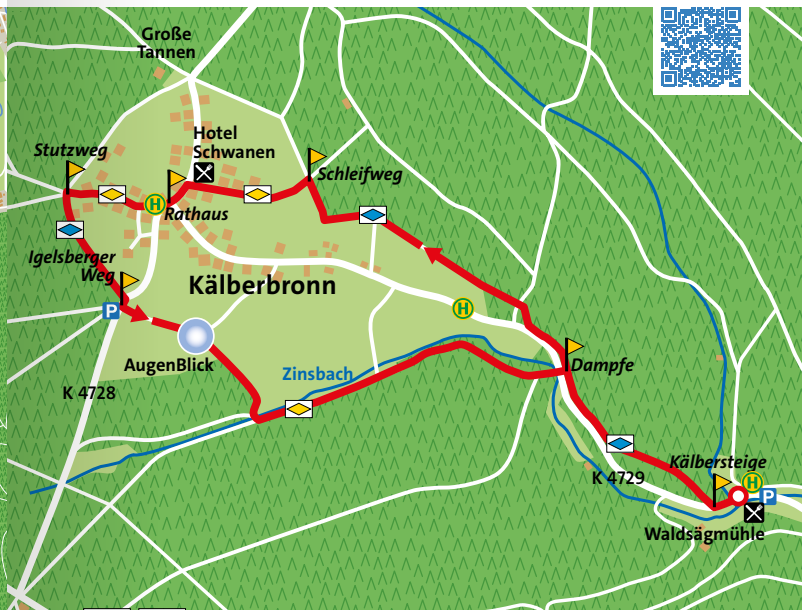 Große
Tannen
Hotel
Schwanen
Stutzweg
Schleifweg
H
Rathaus
Igelsberger
Weg
Kälberbronn
P
H
AugenBlick
Zinsbach
Dampfe
K 4728
Kälbersteige
K 4729
H
P
Waldsägmühle